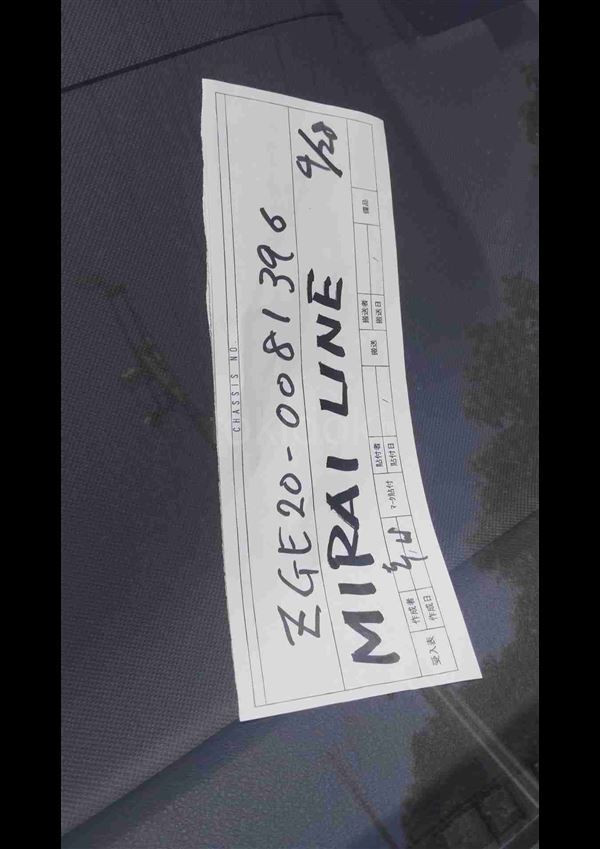 CHASSIS NO.
ZGE20-0081396
MIRAI LINE 9/28
受入表 作成者 マーク貼付 貼付者 / 搬送 搬送者 / 備品
作成日 貼付日 搬送日